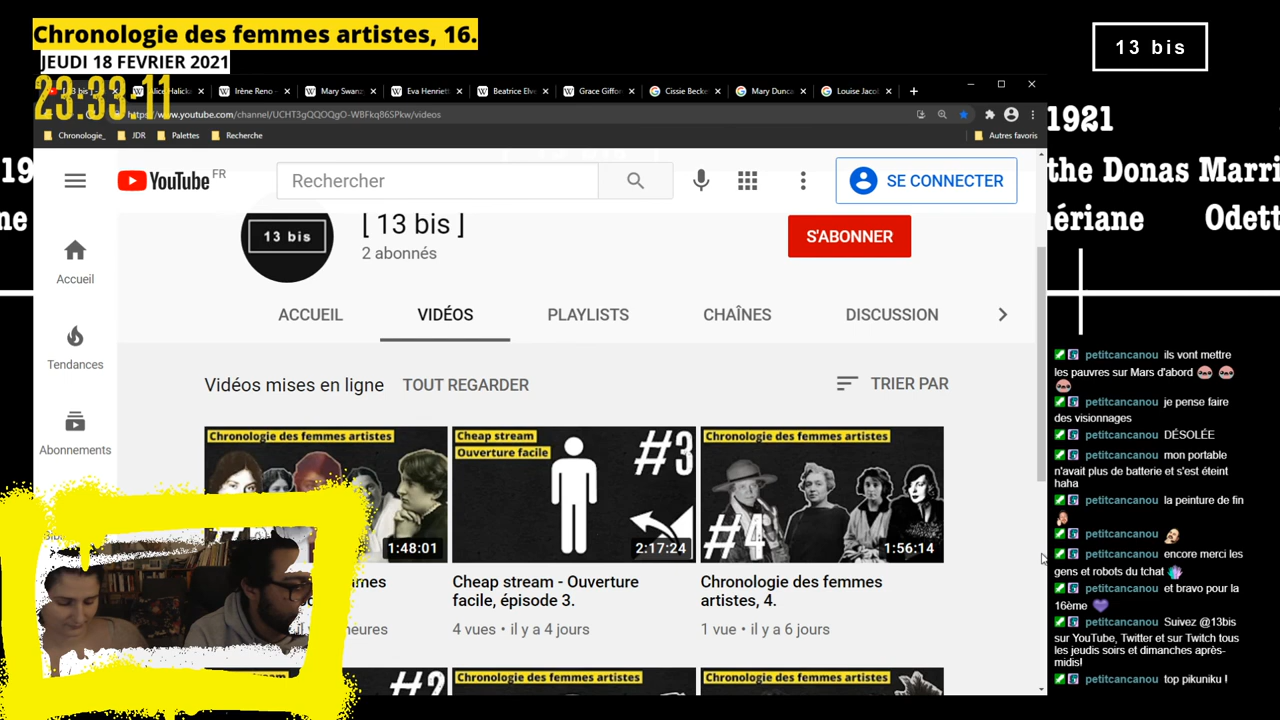 Chronologie des femmes artistes, 16.
JEUDI 18 FEVRIER 2021
23:33-11
13 bis
Alice Halicka
Irène Reno -
Mary Swanz
Eva Henriett
Beatrice Elve
Grace Giffor
Cissie Becke
Mary Dunca
Louise Jacol
https://www.youtube.com/channel/UCHT3gQQOQgO-WBFkq86SPkw/videos
Chronologie_
JDR
Palettes
Recherche
Autres favoris
1921
the Donas Marri
ériane
Odett
19
ne
YouTube FR
Rechercher
SE CONNECTER
13 bis
[ 13 bis ]
2 abonnés
S'ABONNER
Accueil
Tendances
Abonnements
ACCUEIL
VIDÉOS
PLAYLISTS
CHAÎNES
DISCUSSION
Vidéos mises en ligne
TOUT REGARDER
TRIER PAR
Chronologie des femmes artistes
1:48:01
Cheap stream
Ouverture facile
#3
2:17:24
Chronologie des femmes artistes
#4
1:56:14
mmes
heures
Cheap stream - Ouverture
facile, épisode 3.
4 vues • il y a 4 jours
Chronologie des femmes
artistes, 4.
1 vue • il y a 6 jours
stream
#2
Chronologie des femmes artistes
Chronologie des femmes artistes
petitcancanou ils vont mettre
les pauvres sur Mars d'abord
petitcancanou je pense faire
des visionnages
petitcancanou DÉSOLÉE
petitcancanou mon portable
n'avait plus de batterie et s'est éteint
haha
petitcancanou la peinture de fin
petitcancanou
petitcancanou encore merci les
gens et robots du tchat
petitcancanou et bravo pour la
16ème
petitcancanou Suivez @13bis
sur YouTube, Twitter et sur Twitch tous
les jeudis soirs et dimanches après-
midis!
petitcancanou top pikuniku !